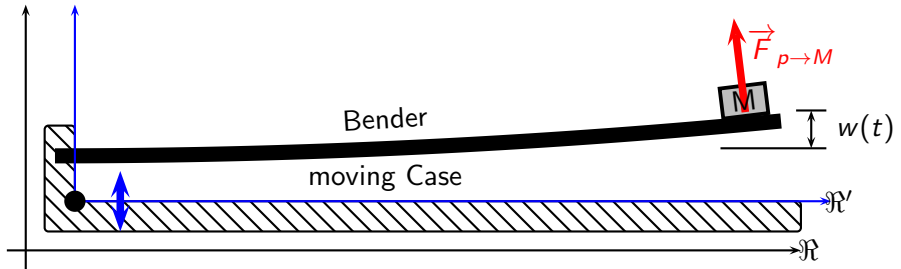 F⃗ p→M
M
Bender
w(t)
moving Case
ℜ′
ℜ